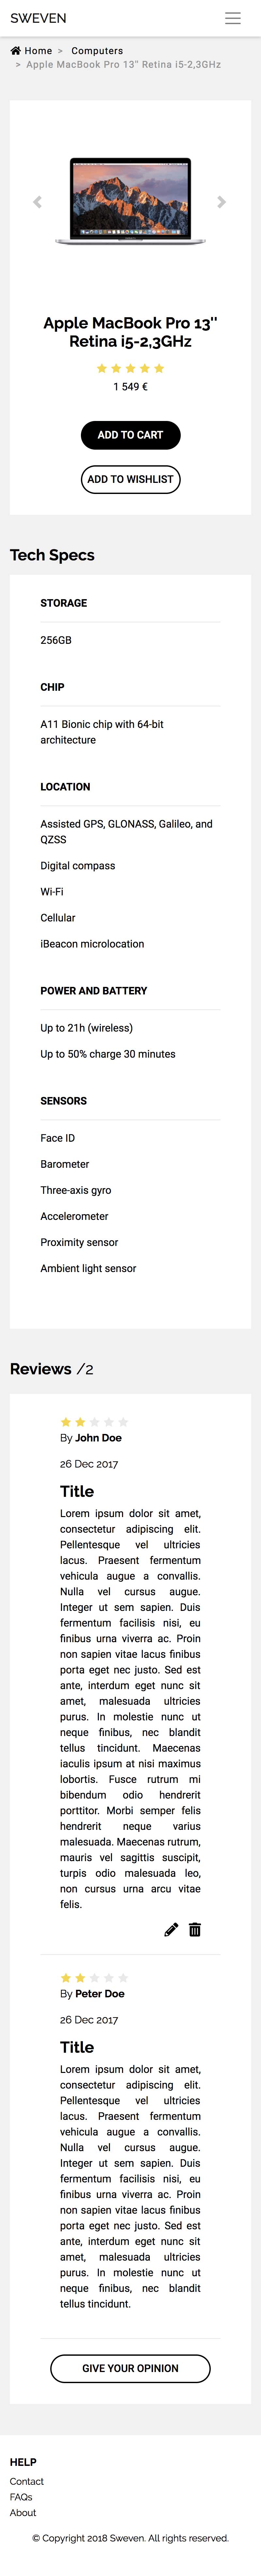 SWEVEN
Home > Computers
> Apple MacBook Pro 13" Retina i5-2,3GHz
Apple MacBook Pro 13''
Retina i5-2,3GHz
1 549 €
ADD TO CART
ADD TO WISHLIST
Tech Specs
STORAGE
256GB
CHIP
A11 Bionic chip with 64-bit
architecture
LOCATION
Assisted GPS, GLONASS, Galileo, and
QZSS
Digital compass
Wi-Fi
Cellular
iBeacon microlocation
POWER AND BATTERY
Up to 21h (wireless)
Up to 50% charge 30 minutes
SENSORS
Face ID
Barometer
Three-axis gyro
Accelerometer
Proximity sensor
Ambient light sensor
Reviews /2
By John Doe
26 Dec 2017
Title
Lorem ipsum dolor sit amet,
consectetur adipiscing elit.
Pellentesque vel ultricies
lacus. Praesent fermentum
vehicula augue a convallis.
Nulla vel cursus augue.
Integer ut sem sapien. Duis
fermentum facilisis nisi, eu
finibus urna viverra ac. Proin
non sapien vitae lacus finibus
porta eget nec justo. Sed est
ante, interdum eget nunc sit
amet, malesuada ultricies
purus. In molestie nunc ut
neque finibus, nec blandit
tellus tincidunt. Maecenas
iaculis ipsum at nisi maximus
lobortis. Fusce rutrum mi
bibendum odio hendrerit
porttitor. Morbi semper felis
hendrerit neque varius
malesuada. Maecenas rutrum,
mauris vel sagittis suscipit,
turpis odio malesuada leo,
non cursus urna arcu vitae
felis.
By Peter Doe
26 Dec 2017
Title
Lorem ipsum dolor sit amet,
consectetur adipiscing elit.
Pellentesque vel ultricies
lacus. Praesent fermentum
vehicula augue a convallis.
Nulla vel cursus augue.
Integer ut sem sapien. Duis
fermentum facilisis nisi, eu
finibus urna viverra ac. Proin
non sapien vitae lacus finibus
porta eget nec justo. Sed est
ante, interdum eget nunc sit
amet, malesuada ultricies
purus. In molestie nunc ut
neque finibus, nec blandit
tellus tincidunt.
GIVE YOUR OPINION
HELP
Contact
FAQs
About
© Copyright 2018 Sweven. All rights reserved.